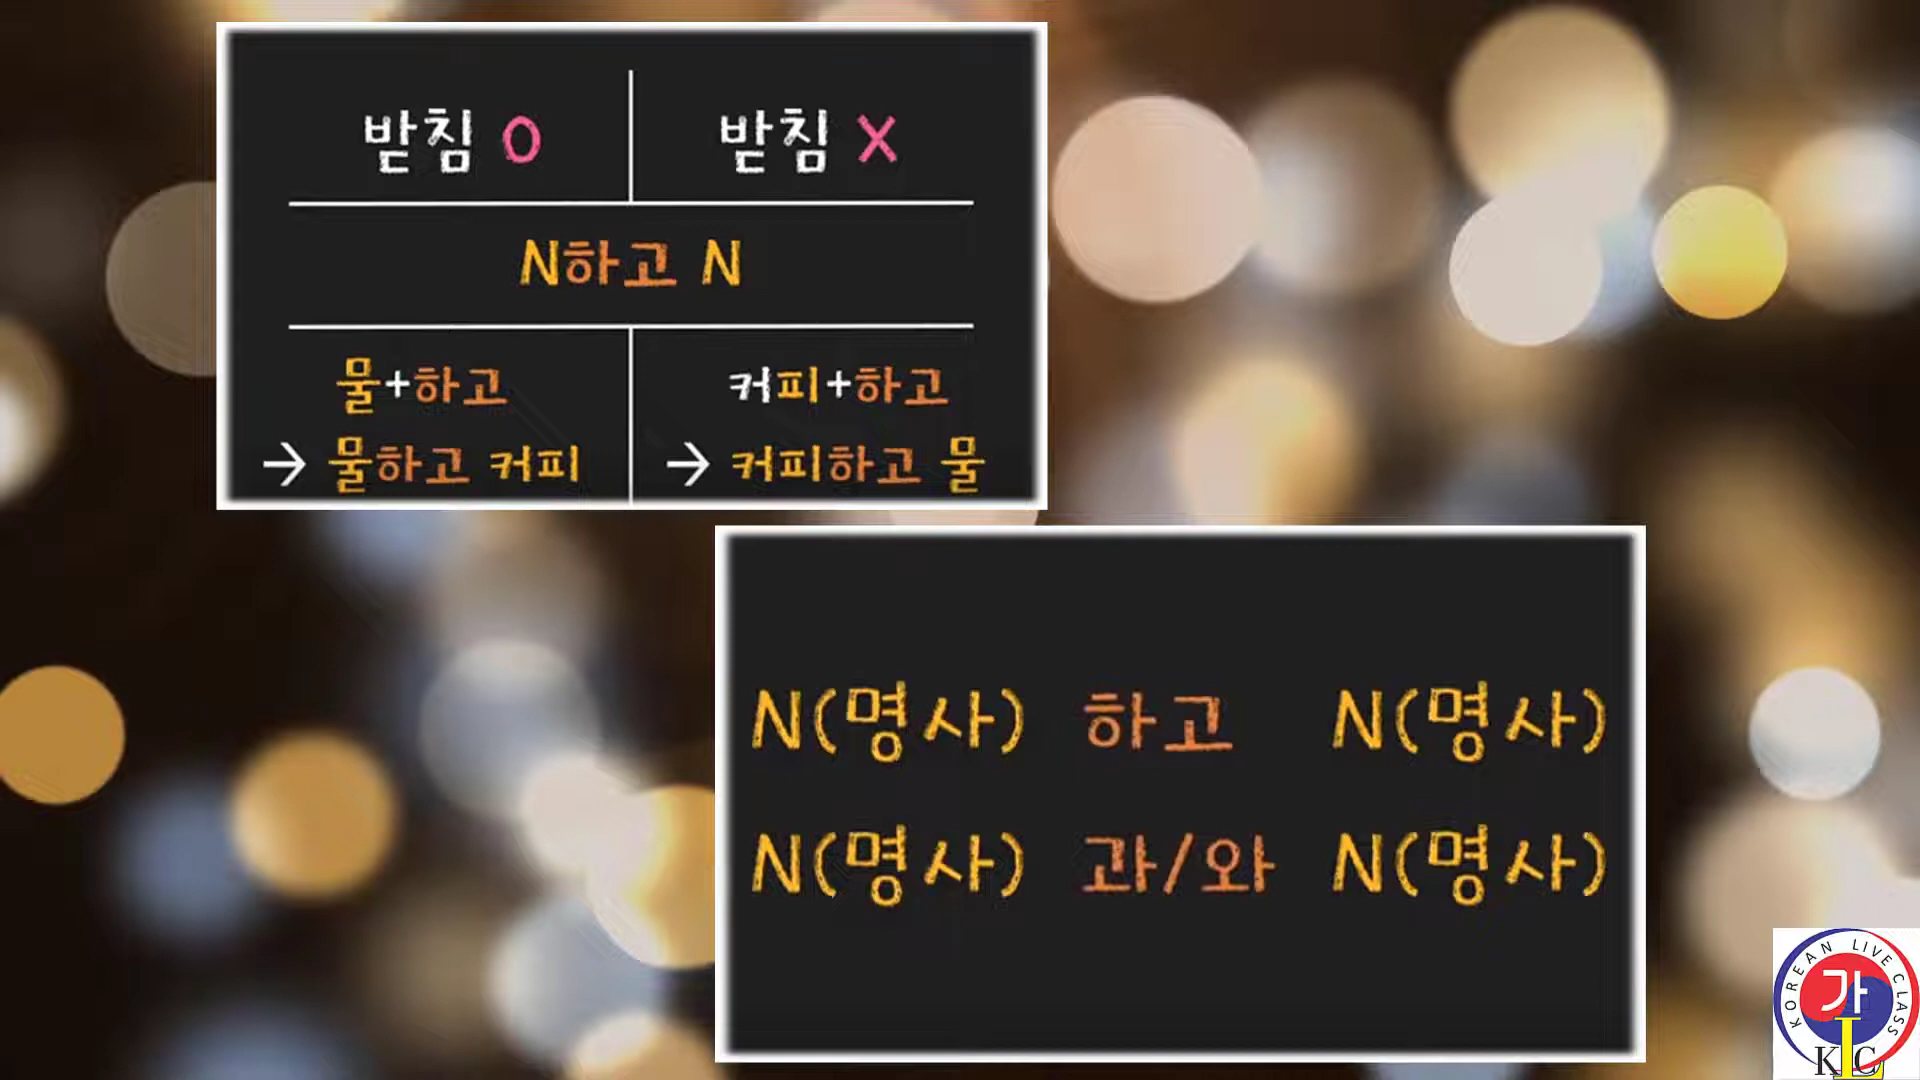 받침 O 받침 X
N하고 N
물+하고 커피+하고
→ 물하고 커피 → 커피하고 물
N(명사) 하고 N(명사)
N(명사) 과/와 N(명사)
KOREAN LIVE CLASS
가
KLC